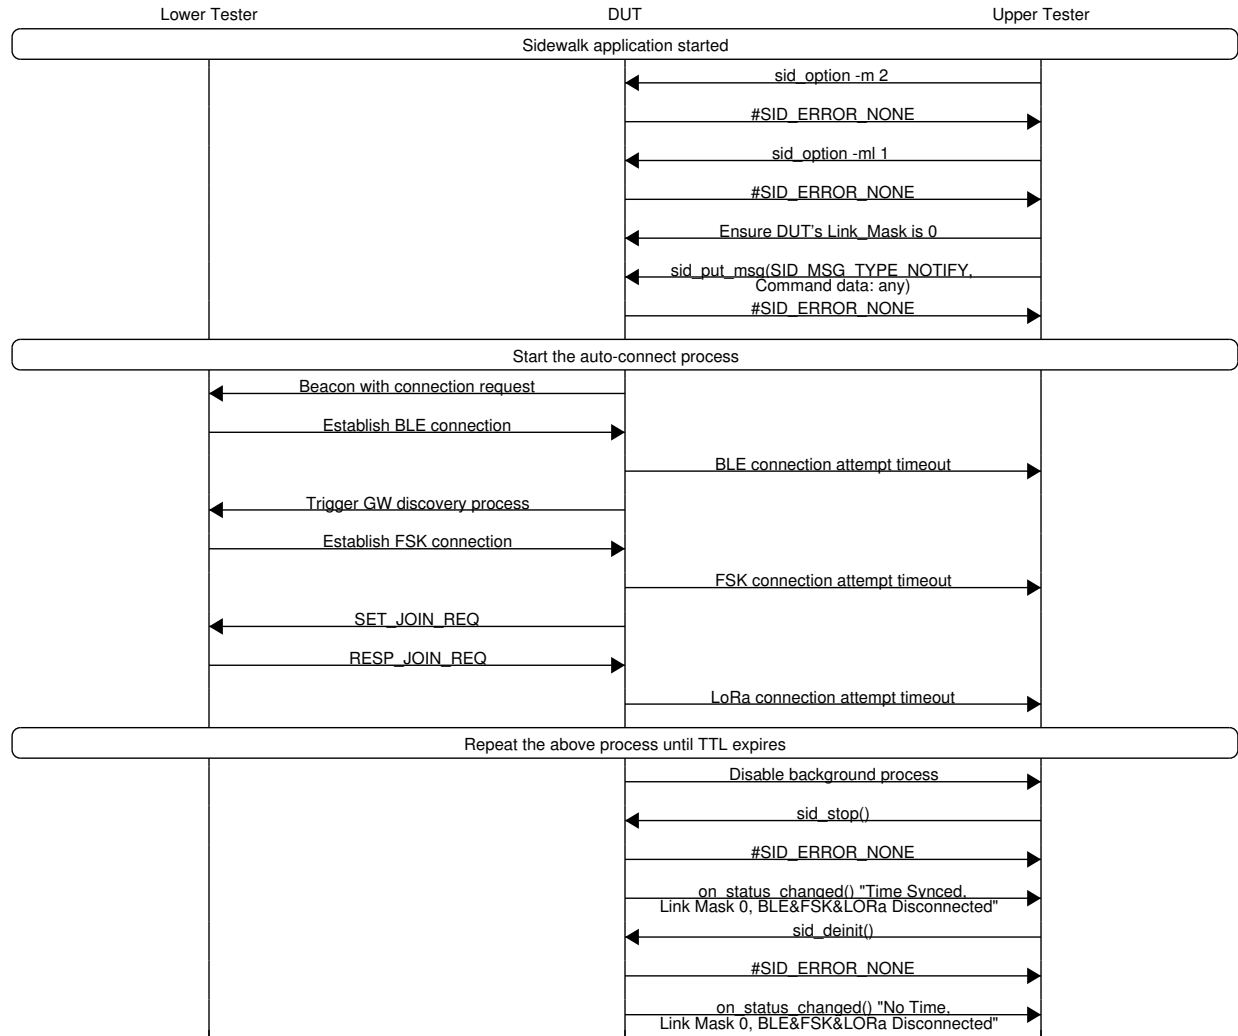 Lower Tester
DUT
Upper Tester
Sidewalk application started
sid_option -m 2
#SID_ERROR_NONE
sid_option -ml 1
#SID_ERROR_NONE
Ensure DUT's Link_Mask is 0
sid_put_msg(SID_MSG_TYPE_NOTIFY,
Command data: any)
#SID_ERROR_NONE
Start the auto-connect process
Beacon with connection request
Establish BLE connection
BLE connection attempt timeout
Trigger GW discovery process
Establish FSK connection
FSK connection attempt timeout
SET_JOIN_REQ
RESP_JOIN_REQ
LoRa connection attempt timeout
Repeat the above process until TTL expires
Disable background process
sid_stop()
#SID_ERROR_NONE
on_status_changed() "Time Synced,
Link Mask 0, BLE&FSK&LORa Disconnected"
sid_deinit()
#SID_ERROR_NONE
on_status_changed() "No Time,
Link Mask 0, BLE&FSK&LORa Disconnected"